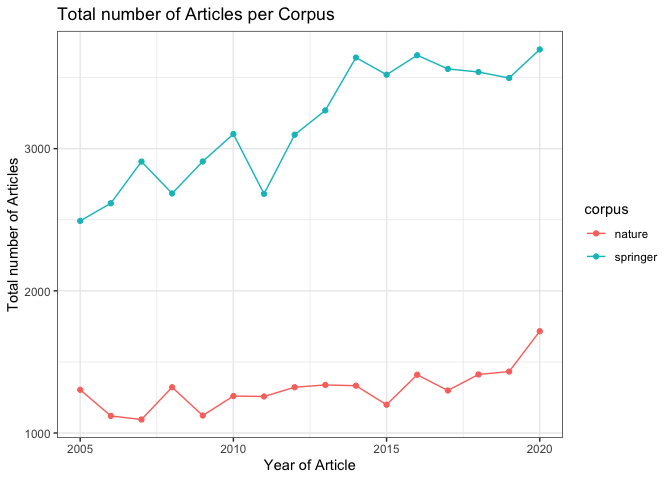 Total number of Articles per Corpus
Total number of Articles
3000
2000
1000
2005
2010
2015
2020
Year of Article
corpus
nature
springer